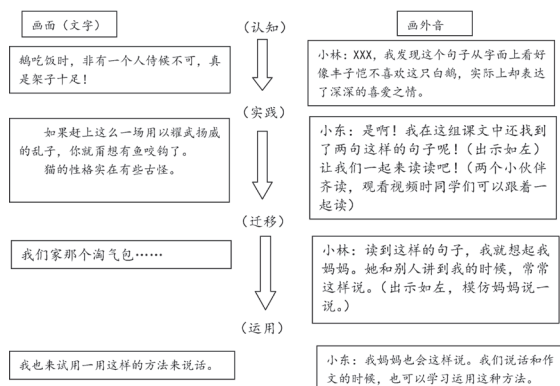 画面（文字）
（认知）
画外音
鹅吃饭时，非有一个人侍候不可，真
是架子十足！
小林：XXX，我发现这个句子从字面上看好
像丰子恺不喜欢这只白鹅，实际上却表达
了深深的喜爱之情。
（实践）
如果赶上这么一场用以耀武扬威
的乱子，你就甭想有鱼咬钩了。
猫的性格实在有些古怪。
小东：是啊！我在这组课文中还找到
了两句这样的句子呢！（出示如左）
让我们一起来读读吧！（两个小伙伴
齐读，观看视频时同学们可以跟着一
起读）
（迁移）
我们家那个淘气包……
小林：读到这样的句子，我就想起我
妈妈。她和别人讲到我的时候，常常
这样说。（出示如左，模仿妈妈说一
说。）
（运用）
我也来试用一用这样的方法来说话。
小东：我妈妈也会这样说。我们说话和作
文的时候，也可以学习运用这种方法。